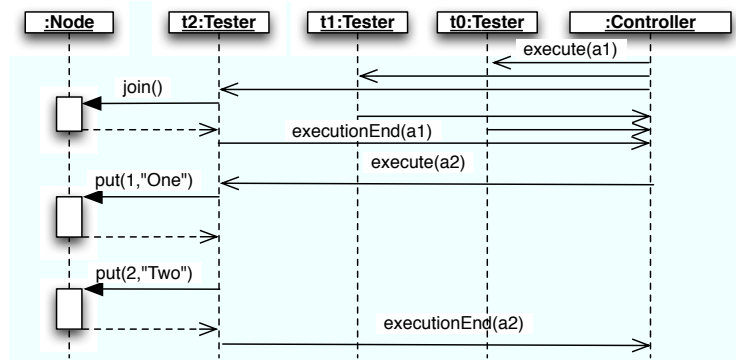 :Node
t2:Tester
t1:Tester
t0:Tester
:Controller
execute(a1)
join()
executionEnd(a1)
execute(a2)
put(1,"One")
put(2,"Two")
executionEnd(a2)